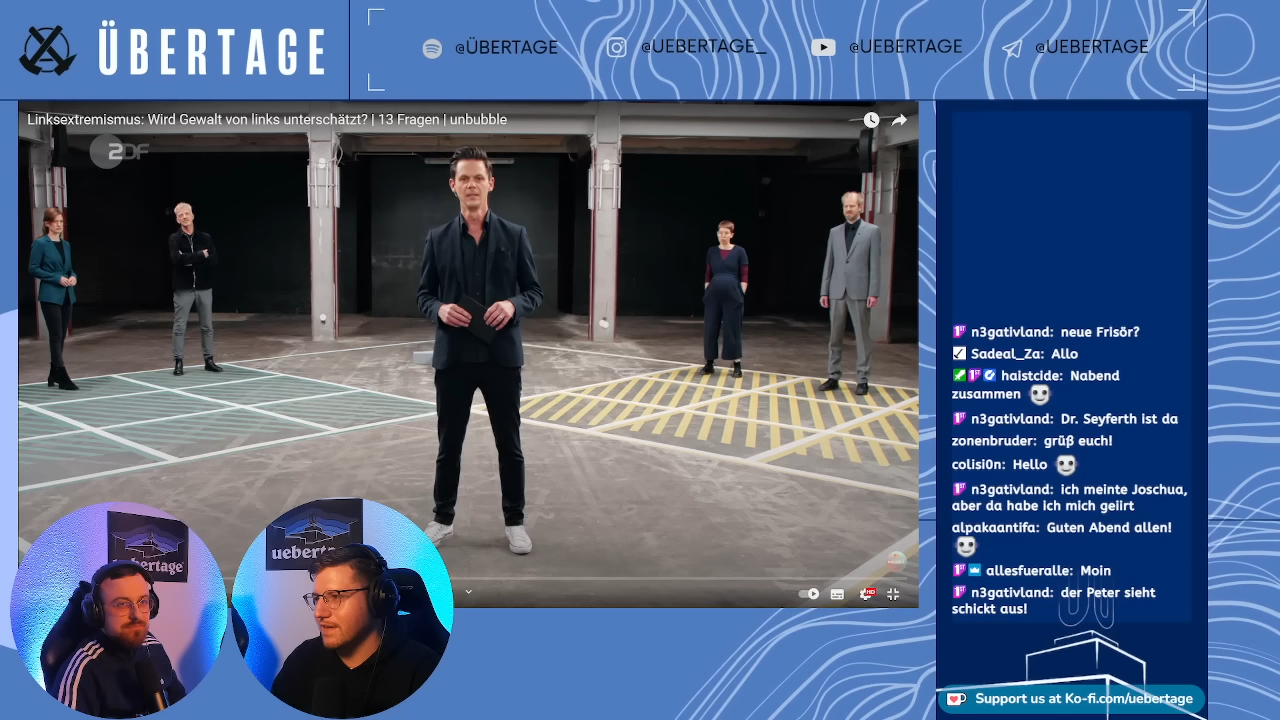 ÜBERTAGE
@ÜBERTAGE
@UEBERTAGE_
@UEBERTAGE
@UEBERTAGE
Linksextremismus: Wird Gewalt von links unterschätzt? | 13 Fragen | unbubble
ZDF
n3gativland: neue Frisör?
Sadeal_Za: Allo
haistcide: Nabend
zusammen
n3gativland: Dr. Seyferth ist da
zonenbruder: grüß euch!
colisi0n: Hello
n3gativland: ich meinte Joschua,
aber da habe ich mich geiirt
alpakaantifa: Guten Abend allen!
allesfueralle: Moin
n3gativland: der Peter sieht
schickt aus!
HD
uebertage
Support us at Ko-fi.com/uebertage